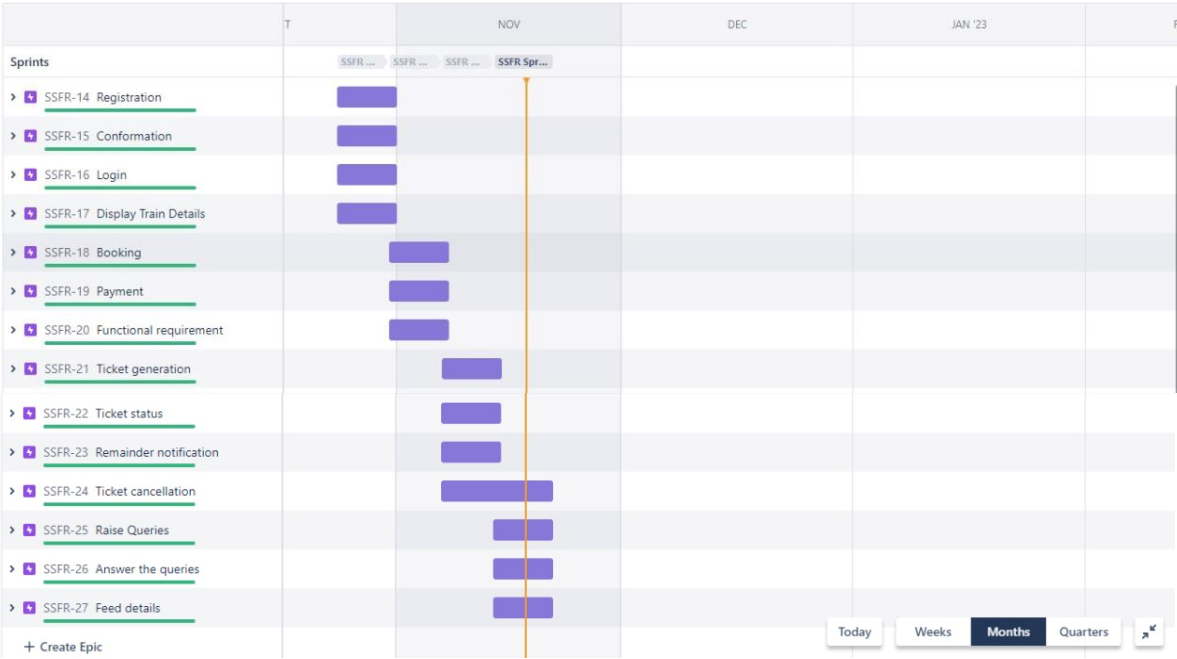 T NOV DEC JAN '23 F
Sprints SSFR ... SSFR ... SSFR ... SSFR Spr...
SSFR-14 Registration
SSFR-15 Conformation
SSFR-16 Login
SSFR-17 Display Train Details
SSFR-18 Booking
SSFR-19 Payment
SSFR-20 Functional requirement
SSFR-21 Ticket generation
SSFR-22 Ticket status
SSFR-23 Remainder notification
SSFR-24 Ticket cancellation
SSFR-25 Raise Queries
SSFR-26 Answer the queries
SSFR-27 Feed details
Today Weeks Months Quarters
+ Create Epic